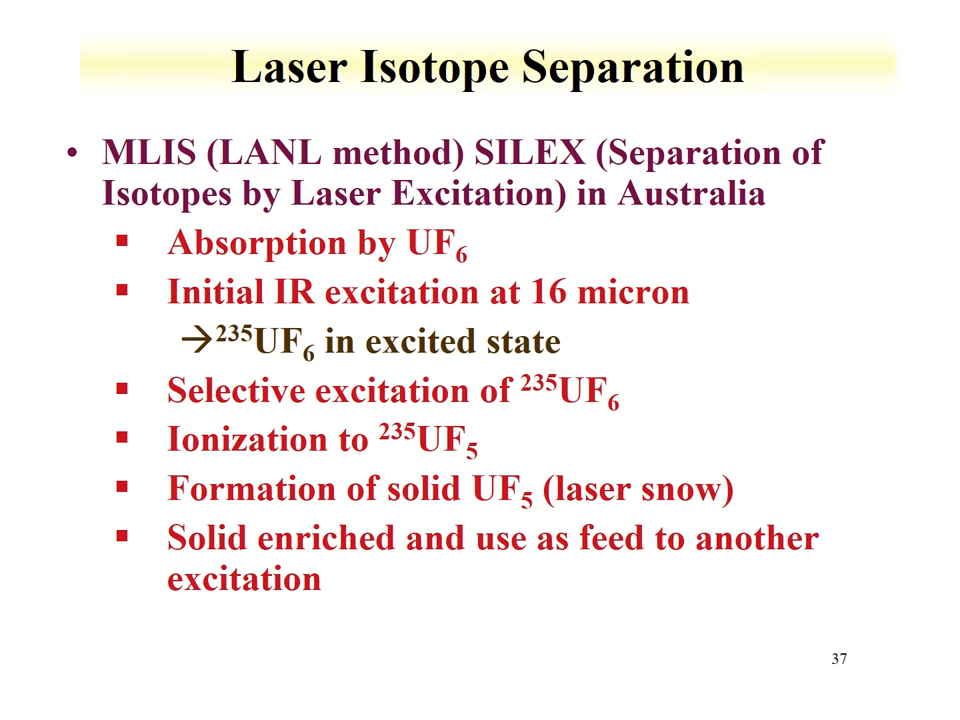 Laser Isotope Separation
• MLIS (LANL method) SILEX (Separation of
Isotopes by Laser Excitation) in Australia
▪ Absorption by UF₆
▪ Initial IR excitation at 16 micron
→²³⁵UF₆ in excited state
▪ Selective excitation of ²³⁵UF₆
▪ Ionization to ²³⁵UF₅
▪ Formation of solid UF₅ (laser snow)
▪ Solid enriched and use as feed to another
excitation
37